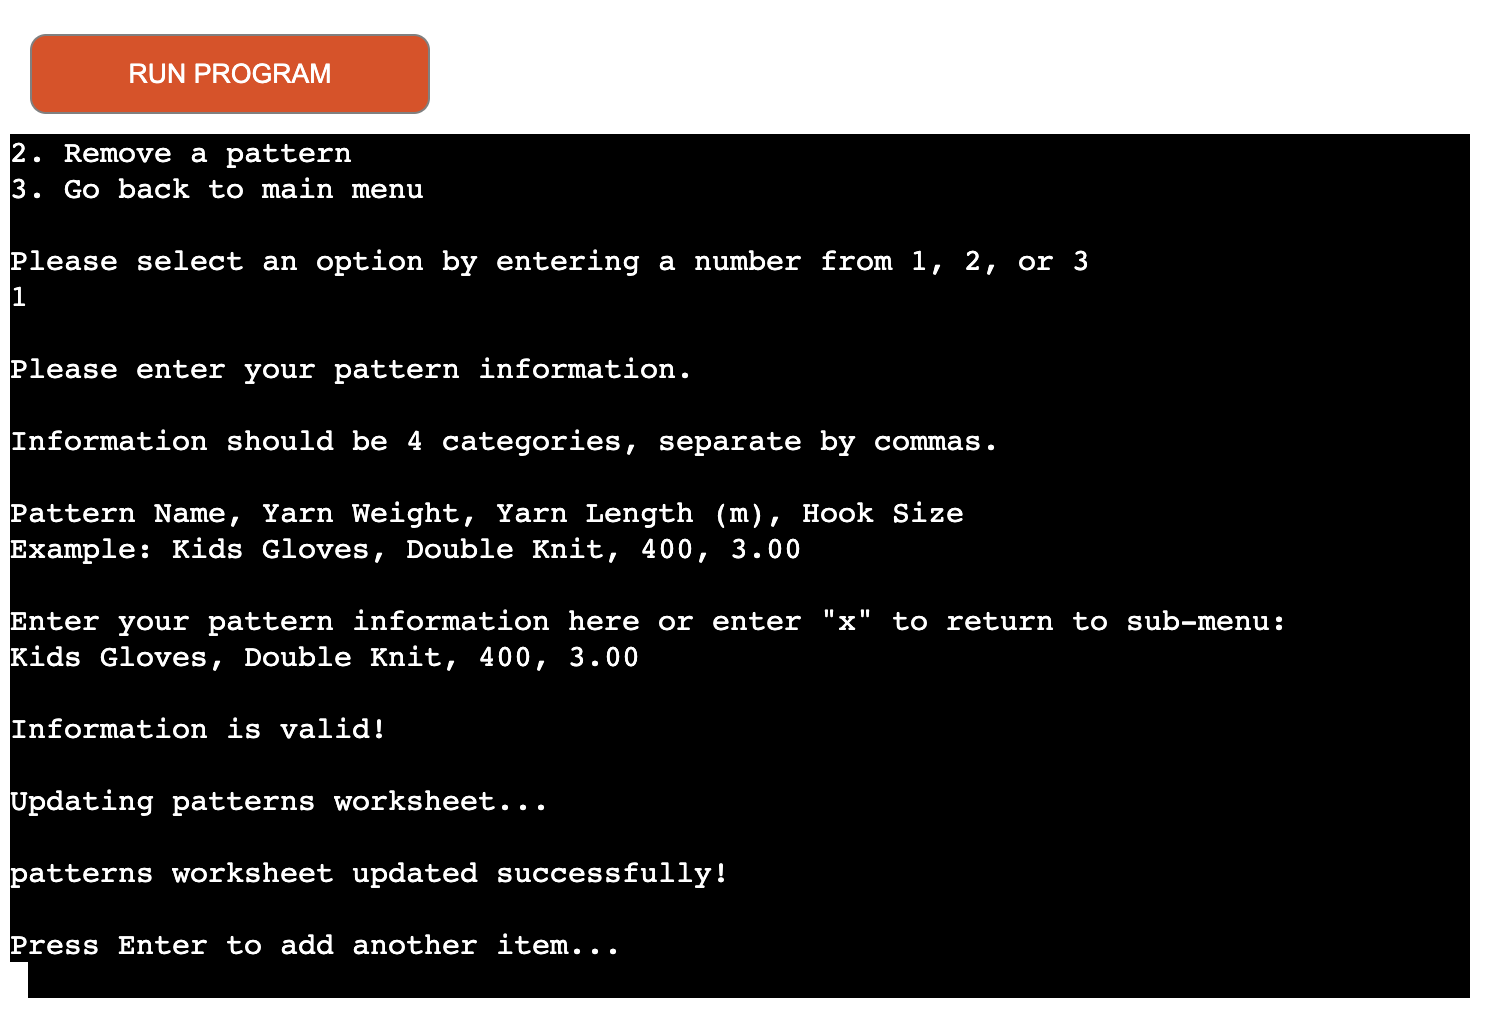 RUN PROGRAM
2. Remove a pattern
3. Go back to main menu
Please select an option by entering a number from 1, 2, or 3
1
Please enter your pattern information.
Information should be 4 categories, separate by commas.
Pattern Name, Yarn Weight, Yarn Length (m), Hook Size
Example: Kids Gloves, Double Knit, 400, 3.00
Enter your pattern information here or enter "x" to return to sub-menu:
Kids Gloves, Double Knit, 400, 3.00
Information is valid!
Updating patterns worksheet...
patterns worksheet updated successfully!
Press Enter to add another item...